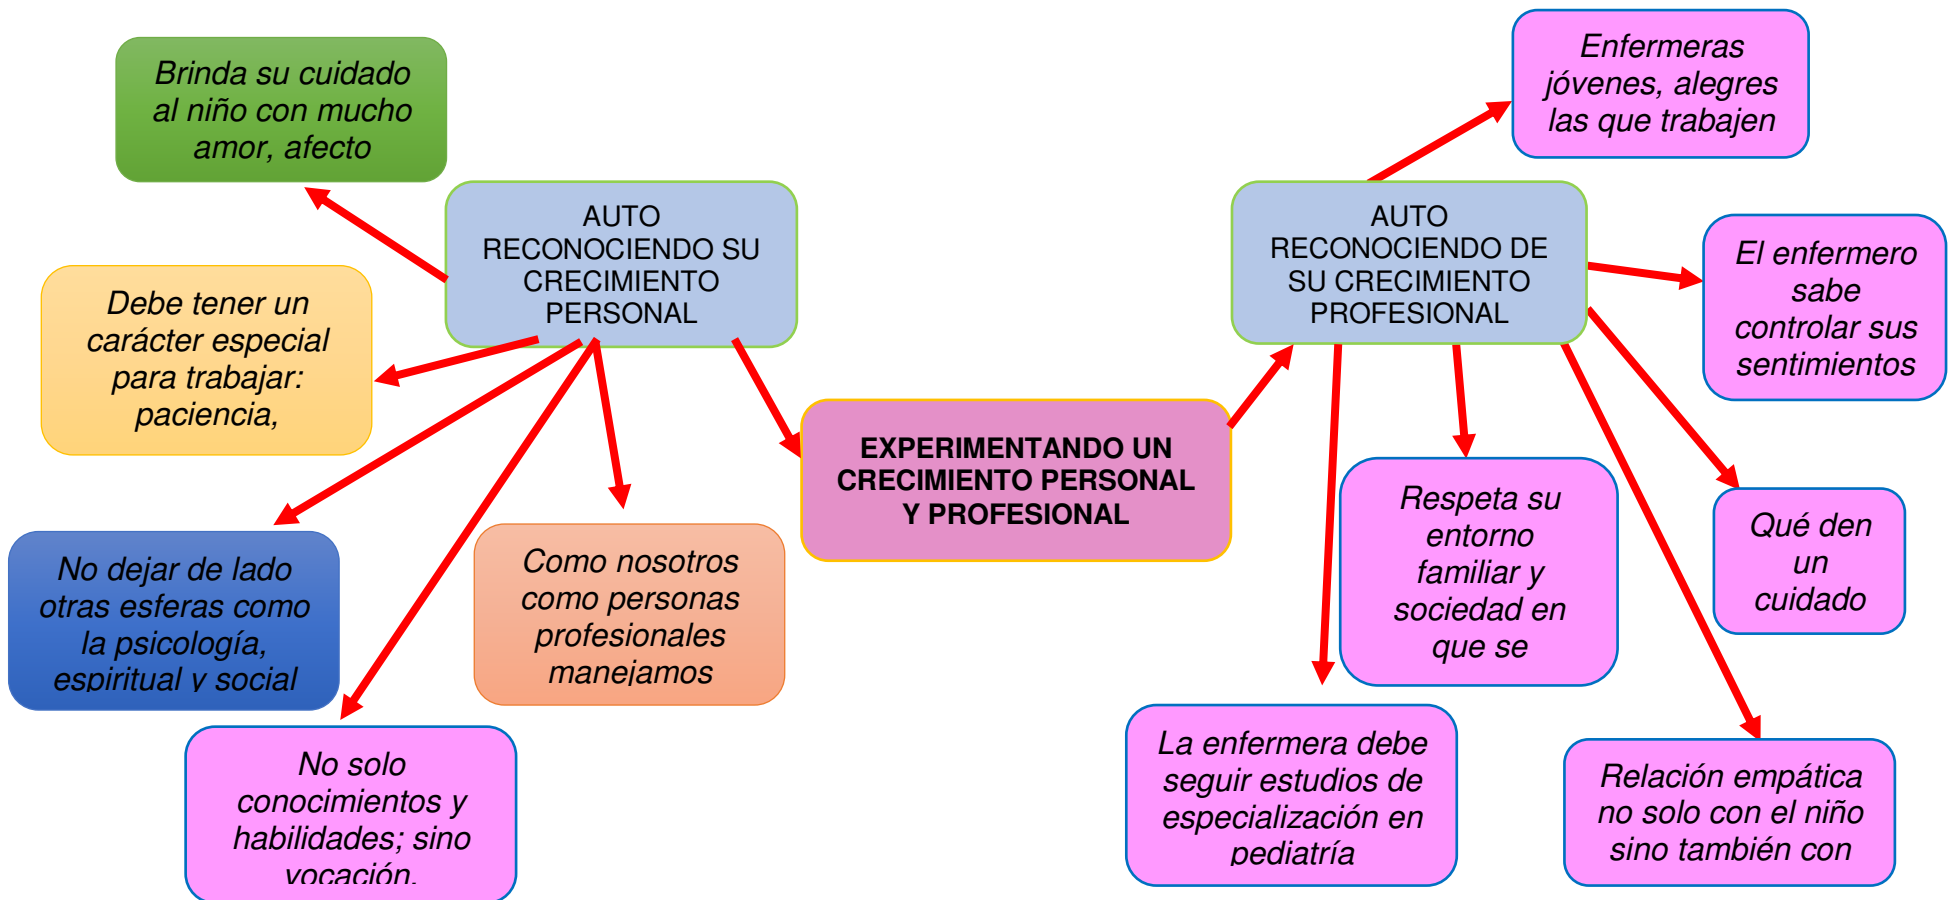 Brinda su cuidado
al niño con mucho
amor, afecto
AUTO
RECONOCIENDO SU
CRECIMIENTO
PERSONAL
Debe tener un
carácter especial
para trabajar:
paciencia,
No dejar de lado
otras esferas como
la psicología,
espiritual y social
No solo
conocimientos y
habilidades; sino
vocación.
Como nosotros
como personas
profesionales
manejamos
EXPERIMENTANDO UN
CRECIMIENTO PERSONAL
Y PROFESIONAL
AUTO
RECONOCIENDO DE
SU CRECIMIENTO
PROFESIONAL
Enfermeras
jóvenes, alegres
las que trabajen
El enfermero
sabe
controlar sus
sentimientos
Qué den
un
cuidado
Respeta su
entorno
familiar y
sociedad en
que se
La enfermera debe
seguir estudios de
especialización en
pediatría
Relación empática
no solo con el niño
sino también con